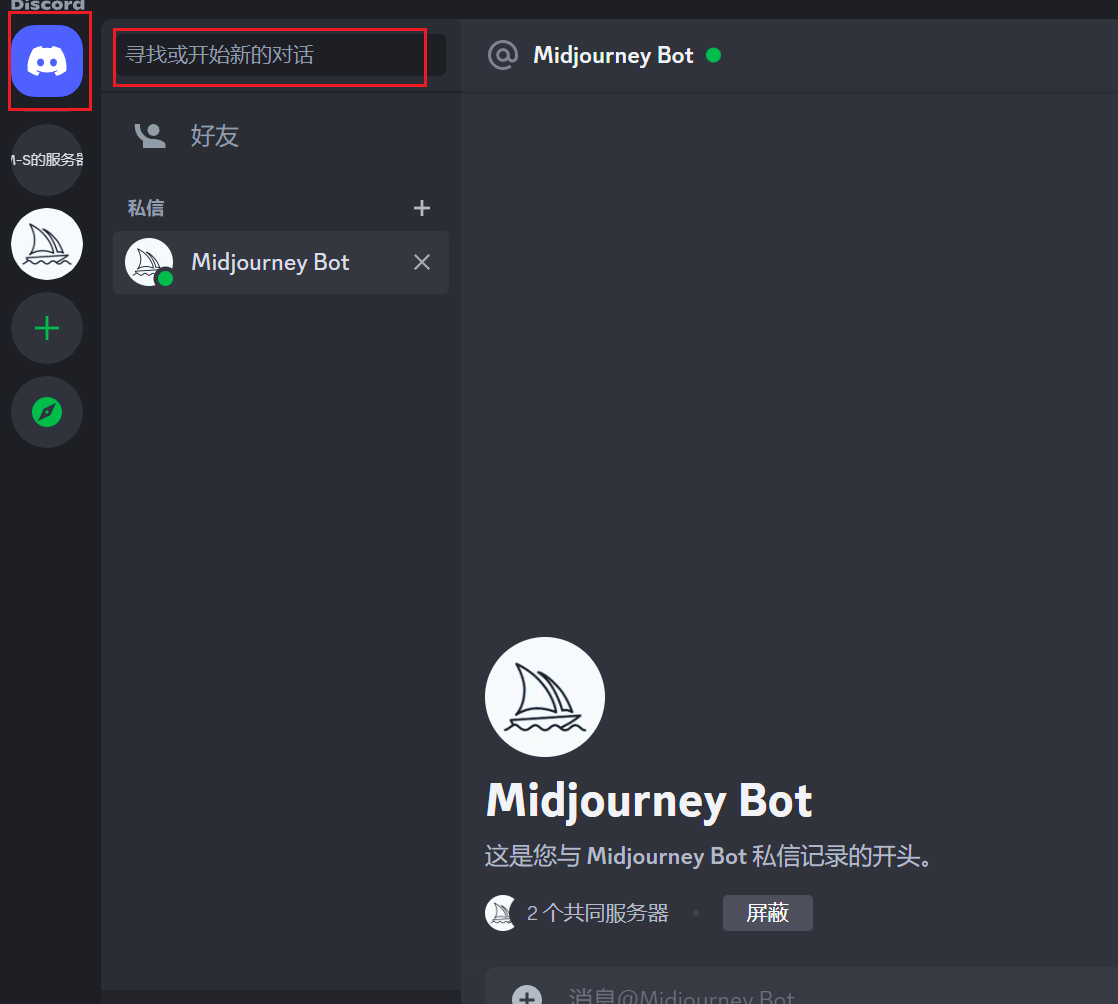 Discord
寻找或开始新的对话
Midjourney Bot
好友
M-S的服务器
私信
Midjourney Bot
Midjourney Bot
这是您与 Midjourney Bot 私信记录的开头。
2 个共同服务器
屏蔽
消息@Midjourney Bot